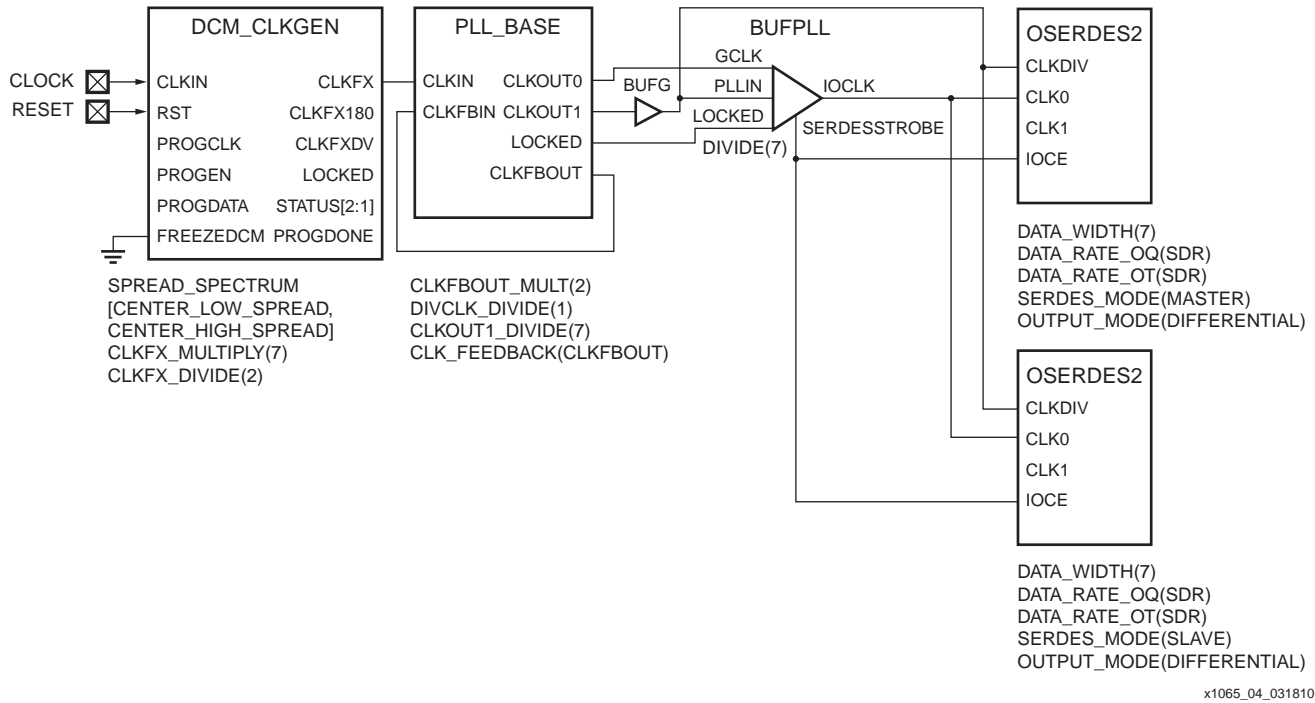 DCM_CLKGEN
CLOCK
RESET
CLKIN
RST
PROGCLK
PROGEN
PROGDATA
FREEZEDCM
CLKFX
CLKFX180
CLKFXDV
LOCKED
STATUS[2:1]
PROGDONE
SPREAD_SPECTRUM
[CENTER_LOW_SPREAD,
CENTER_HIGH_SPREAD]
CLKFX_MULTIPLY(7)
CLKFX_DIVIDE(2)
PLL_BASE
CLKIN
CLKFBIN
CLKOUT0
CLKOUT1
LOCKED
CLKFBOUT
CLKFBOUT_MULT(2)
DIVCLK_DIVIDE(1)
CLKOUT1_DIVIDE(7)
CLK_FEEDBACK(CLKFBOUT)
BUFG
BUFPLL
GCLK
PLLIN
LOCKED
DIVIDE(7)
IOCLK
SERDESSTROBE
OSERDES2
CLKDIV
CLK0
CLK1
IOCE
DATA_WIDTH(7)
DATA_RATE_OQ(SDR)
DATA_RATE_OT(SDR)
SERDES_MODE(MASTER)
OUTPUT_MODE(DIFFERENTIAL)
OSERDES2
CLKDIV
CLK0
CLK1
IOCE
DATA_WIDTH(7)
DATA_RATE_OQ(SDR)
DATA_RATE_OT(SDR)
SERDES_MODE(SLAVE)
OUTPUT_MODE(DIFFERENTIAL)
x1065_04_031810